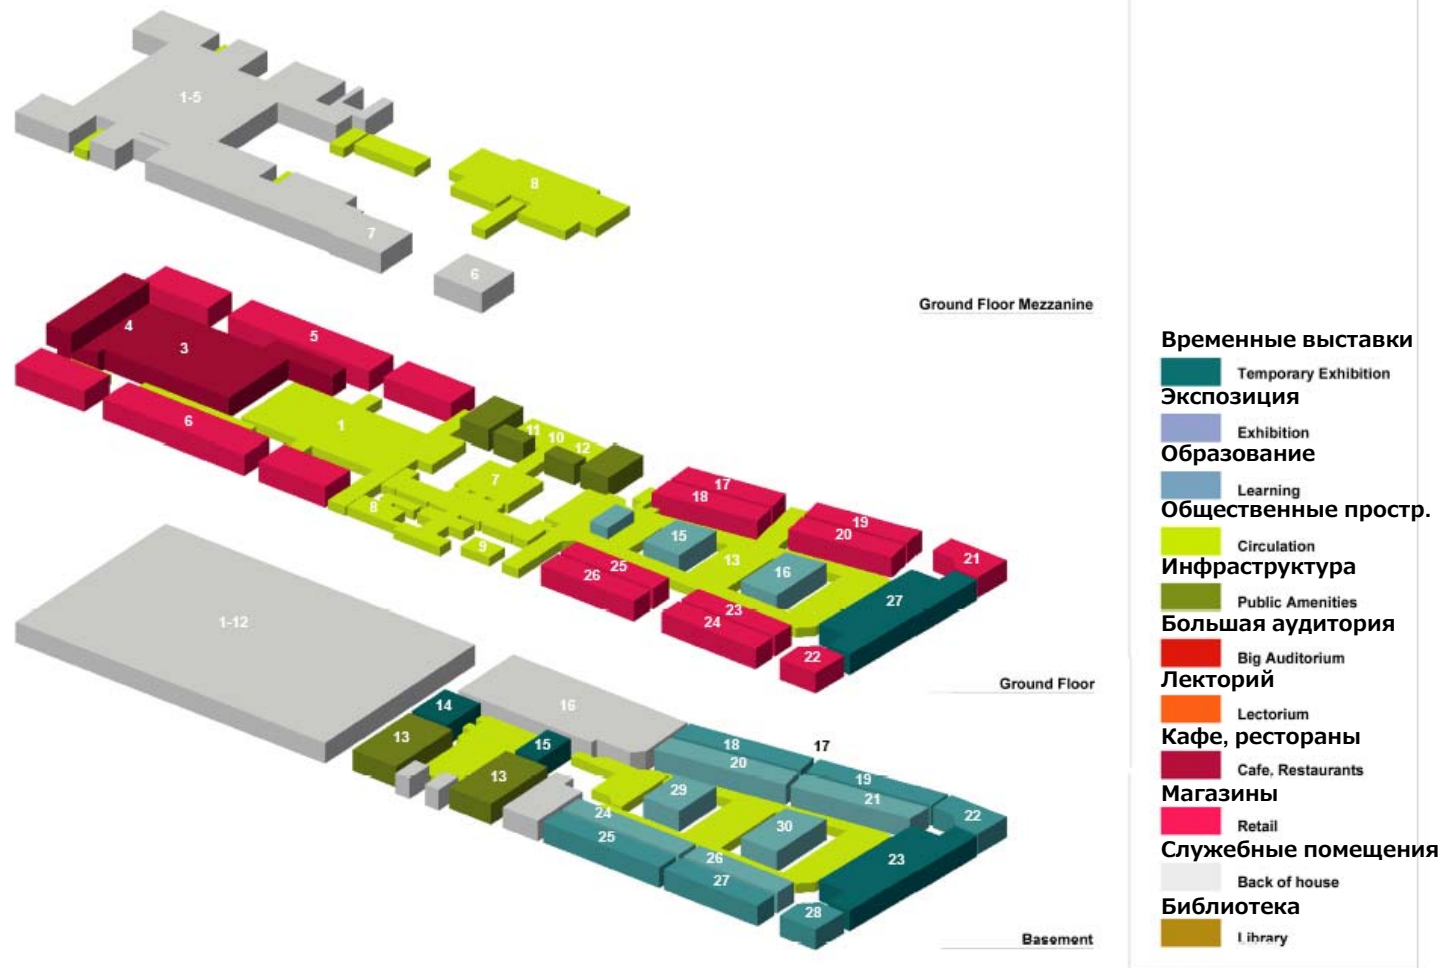 1-5
8
7
6
Ground Floor Mezzanine
4
3
5
6
1
11
10
12
7
8
9
17
18
19
20
15
13
16
21
25
26
27
23
24
22
Ground Floor
1-12
14
16
13
15
13
18
17
20
19
29
21
22
24
25
30
23
26
27
28
Basement
Временные выставки
Temporary Exhibition
Экспозиция
Exhibition
Образование
Learning
Общественные простр.
Circulation
Инфраструктура
Public Amenities
Большая аудитория
Big Auditorium
Лекторий
Lectorium
Кафе, рестораны
Cafe, Restaurants
Магазины
Retail
Служебные помещения
Back of house
Библиотека
Library